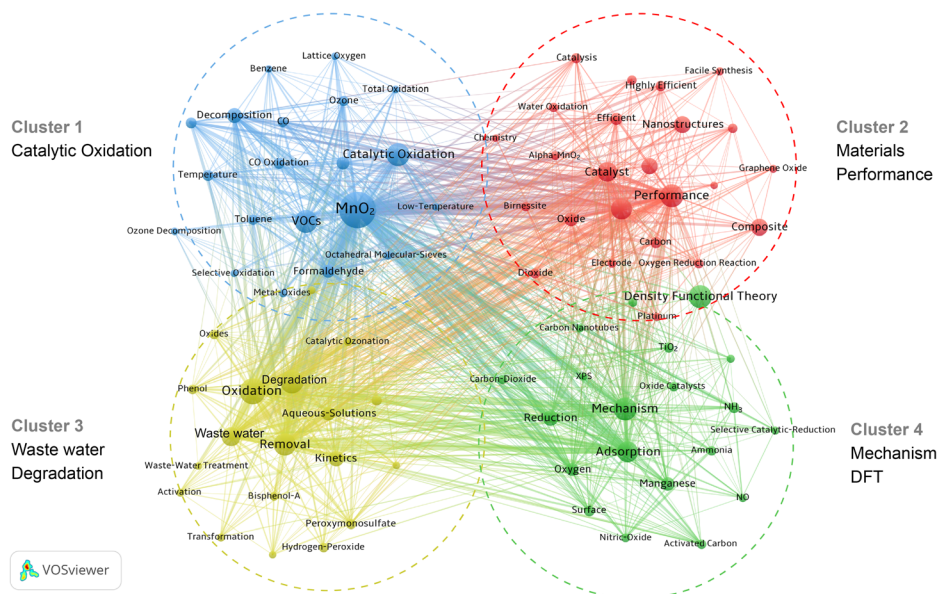 Cluster 1
Catalytic Oxidation
Lattice Oxygen
Benzene
Total Oxidation
Ozone
Decomposition
CO
Catalytic Oxidation
CO Oxidation
Temperature
MnO₂
Low-Temperature
VOCs
Toluene
Ozone Decomposition
Octahedral Molecular-Sieves
Selective Oxidation
Formaldehyde
Metal-Oxides
Cluster 2
Materials
Performance
Catalysis
Facile Synthesis
Highly Efficient
Water Oxidation
Efficient
Nanostructures
Chemistry
Alpha-MnO₂
Graphene Oxide
Catalyst
Performance
Birnessite
Oxide
Composite
Carbon
Electrode
Oxygen Reduction Reaction
Dioxide
Platinum
Cluster 3
Waste water
Degradation
Oxides
Catalytic Ozonation
Phenol
Degradation
Oxidation
Aqueous-Solutions
Waste water
Removal
Kinetics
Waste-Water Treatment
Activation
Bisphenol-A
Peroxymonosulfate
Transformation
Hydrogen-Peroxide
Cluster 4
Mechanism
DFT
Density Functional Theory
Carbon Nanotubes
TiO₂
Carbon-Dioxide
XPS
Oxide Catalysts
NH₃
Mechanism
Reduction
Selective Catalytic-Reduction
Adsorption
Ammonia
Oxygen
Manganese
NO
Surface
Nitric-Oxide
Activated Carbon
VOSviewer